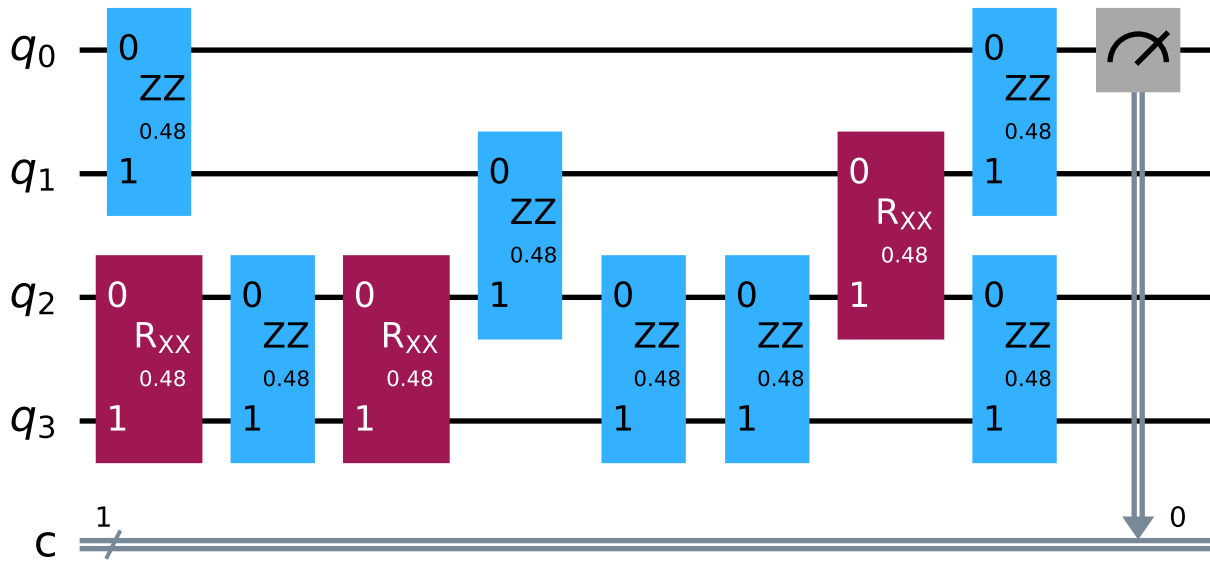 q0 0 ZZ 0.48 1 0 ZZ 0.48 1
q1 0 ZZ 0.48 1 0 RXX 0.48 1
q2 0 RXX 0.48 1 0 ZZ 0.48 1 0 RXX 0.48 1 0 ZZ 0.48 1 0 ZZ 0.48 1 0 ZZ 0.48 1
q3
c 1 0